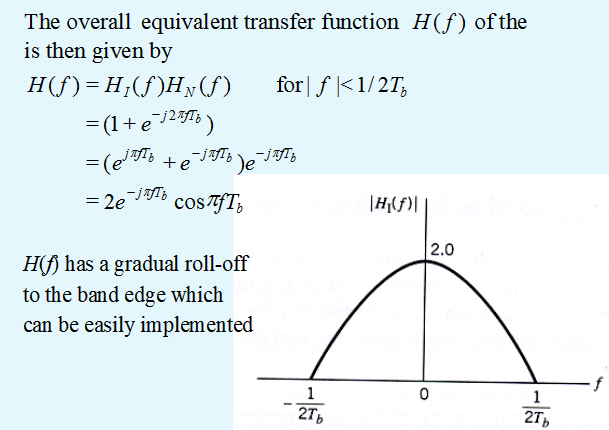 The overall equivalent transfer function H(f) of the
is then given by
H(f) = H_I(f)H_N(f) for | f |< 1/ 2T_b
= (1 + e^{-j2πfT_b})
= (e^{jπfT_b} + e^{-jπfT_b})e^{-jπfT_b}
= 2e^{-jπfT_b} cos πfT_b
|H_I(f)|
2.0
H(f) has a gradual roll-off
to the band edge which
can be easily implemented
-1/2T_b 0 1/2T_b f